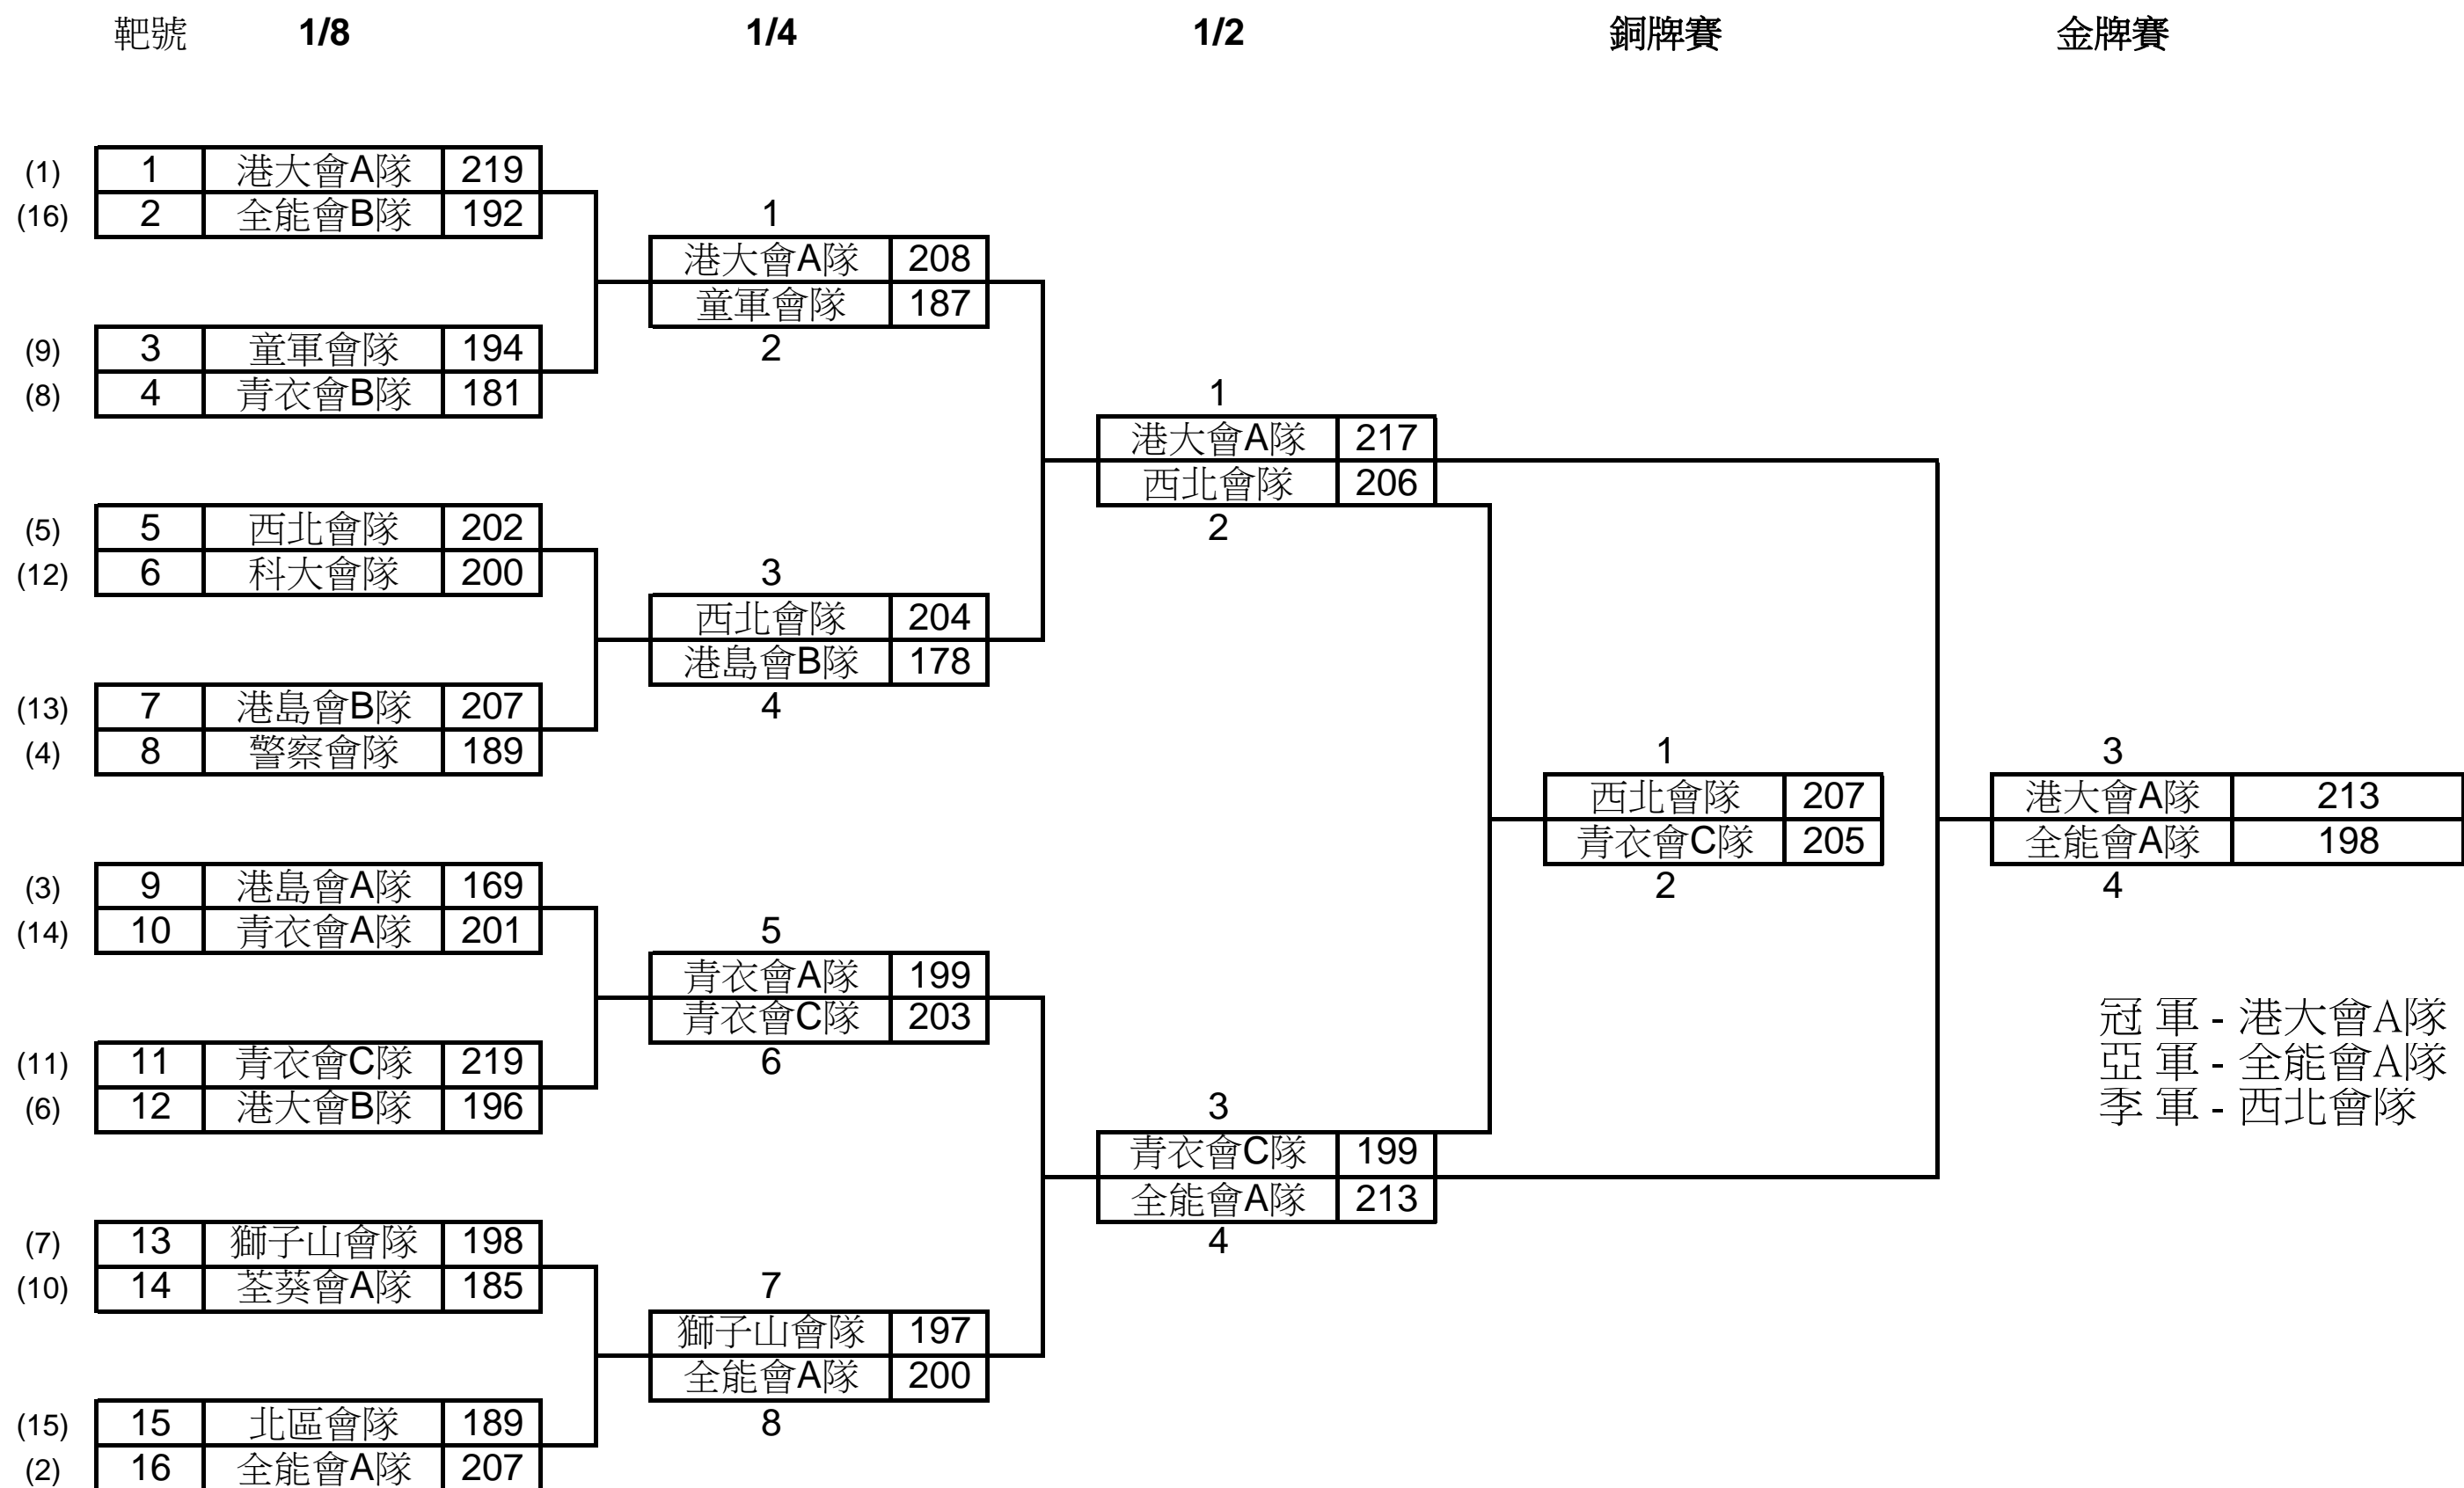 靶號 1/8 1/4 1/2 銅牌賽 金牌賽
(1) 1 港大會A隊 219
(16) 2 全能會B隊 192 1
港大會A隊 208
童軍會隊 187
(9) 3 童軍會隊 194 2
(8) 4 青衣會B隊 181 1
港大會A隊 217
西北會隊 206
(5) 5 西北會隊 202 2
(12) 6 科大會隊 200 3
西北會隊 204
港島會B隊 178
(13) 7 港島會B隊 207 4
(4) 8 警察會隊 189 1 3
西北會隊 207 港大會A隊 213
青衣會C隊 205 全能會A隊 198
(3) 9 港島會A隊 169 2 4
(14) 10 青衣會A隊 201 5
青衣會A隊 199
青衣會C隊 203 冠 軍 - 港大會A隊
(11) 11 青衣會C隊 219 6 亞 軍 - 全能會A隊
(6) 12 港大會B隊 196 3 季 軍 - 西北會隊
青衣會C隊 199
全能會A隊 213
(7) 13 獅子山會隊 198 4
(10) 14 荃葵會A隊 185 7
獅子山會隊 197
全能會A隊 200
(15) 15 北區會隊 189 8
(2) 16 全能會A隊 207